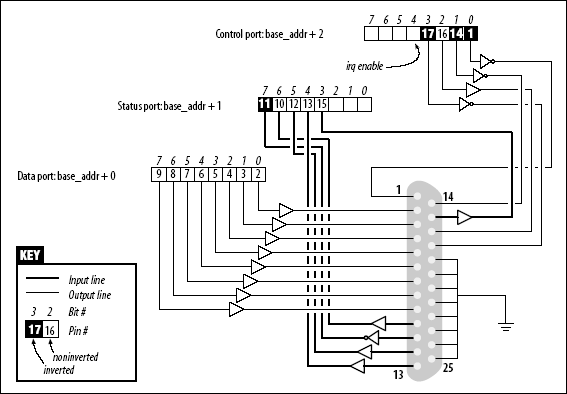 7 6 5 4 3 2 1 0
Control port: base_addr + 2
17 16 14 1
irq enable
7 6 5 4 3 2 1 0
Status port: base_addr + 1
11 10 12 13 15 2 1 0
7 6 5 4 3 2 1 0
Data port: base_addr + 0
9 8 7 6 5 4 3 2
1
14
KEY
Input line
Output line
3 2 Bit #
17 16 Pin #
noninverted
inverted
13
25